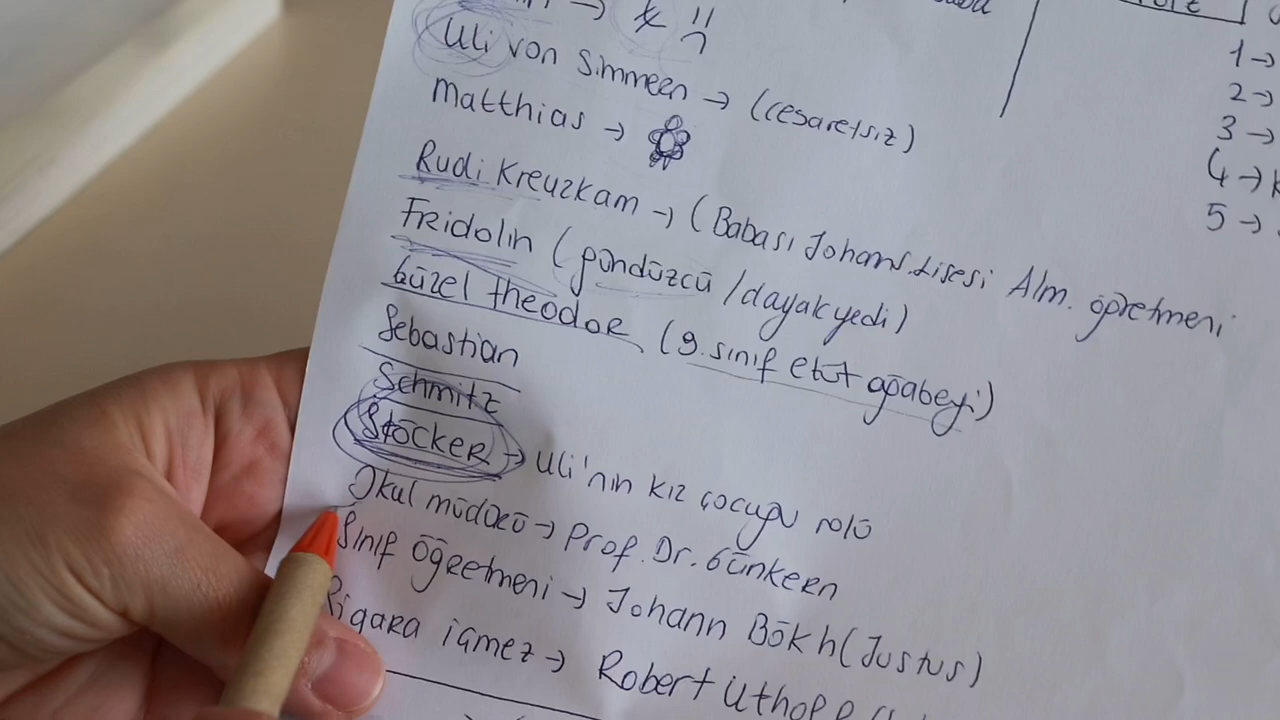 Uli von Simmeen → (cesaretsiz)
Matthias →
Rudi Kreuzkam → (Babası Johann Lisesi Alm. öğretmeni
Fridolin (gündüzcü / dayak yedi)
Güzel Theodor (9. sınıf etüt ağabeyi)
Sebastian
Schmitz
Stöcker → Uli'nin kız çocuğu rolü
Okul müdürü → Prof. Dr. Günkern
Sınıf öğretmeni → Johann Bökh (Justus)
Sigara içmez → Robert
1 →
2 →
3 →
4 →
5 →